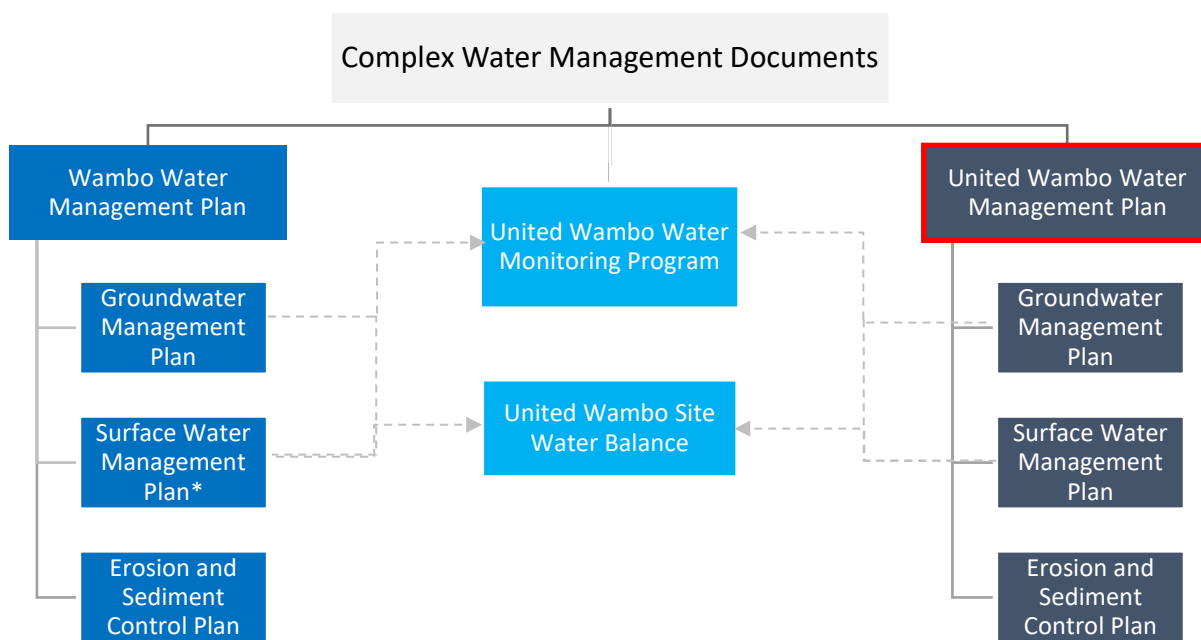 Complex Water Management Documents
Wambo Water
Management Plan
Groundwater
Management
Plan
Surface Water
Management
Plan*
Erosion and
Sediment
Control Plan
United Wambo Water
Monitoring Program
United Wambo Site
Water Balance
United Wambo Water
Management Plan
Groundwater
Management
Plan
Surface Water
Management
Plan
Erosion and
Sediment
Control Plan